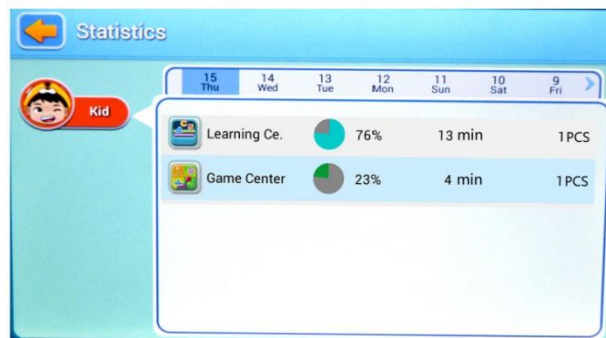 Statistics
15 14 13 12 11 10 9
Thu Wed Tue Mon Sun Sat Fri
Kid
Learning Ce. 76% 13 min 1PCS
Game Center 23% 4 min 1PCS